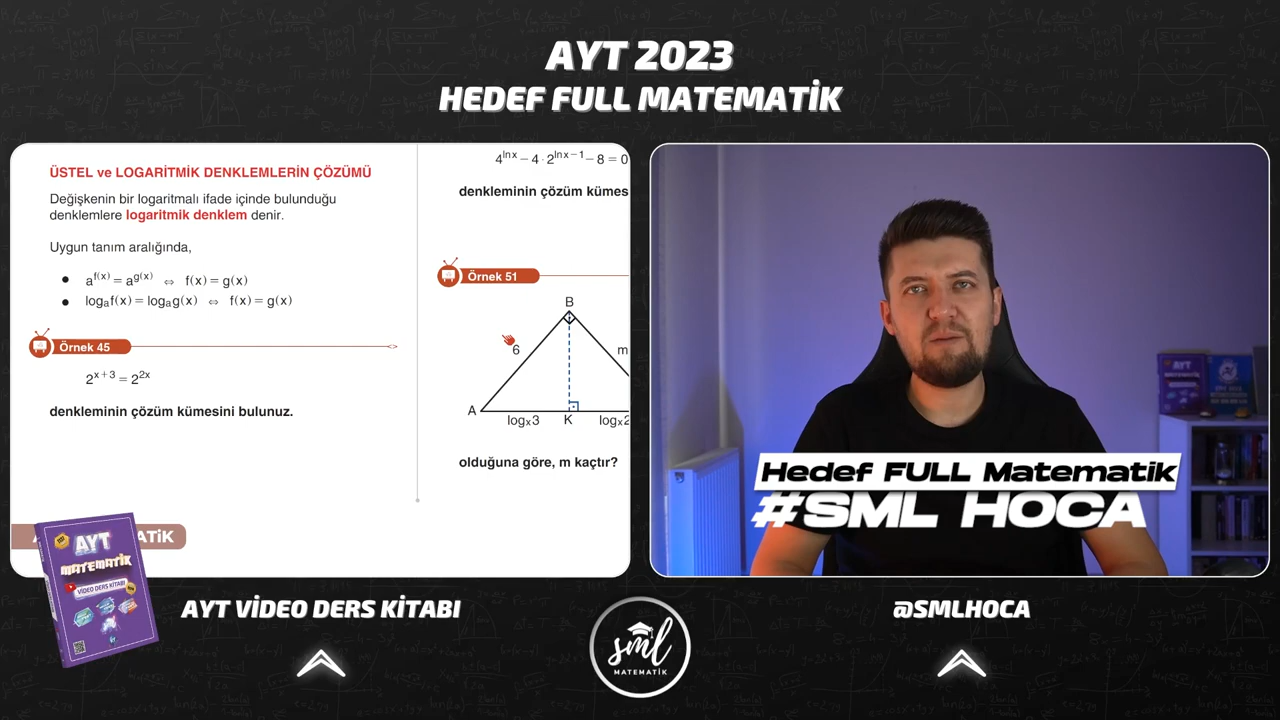 AYT 2023
HEDEF FULL MATEMATİK
ÜSTEL ve LOGARİTMİK DENKLEMLERİN ÇÖZÜMÜ
Değişkenin bir logaritmalı ifade içinde bulunduğu
denklemlere logaritmik denklem denir.
Uygun tanım aralığında,
• a^{f(x)} = a^{g(x)} ⇔ f(x) = g(x)
• log_a f(x) = log_a g(x) ⇔ f(x) = g(x)
Örnek 45
2^{x+3} = 2^{2x}
denkleminin çözüm kümesini bulunuz.
4^{lnx} − 4 · 2^{lnx−1} − 8 = 0
denkleminin çözüm kümes
Örnek 51
B
6
m
A
log_x 3
K
log_x 2
olduğuna göre, m kaçtır?
AYT
MATEMATİK
VİDEO DERS KİTABI
Hedef FULL Matematik
#SML HOCA
AYT VİDEO DERS KİTABI
sml
MATEMATİK
@SMLHOCA